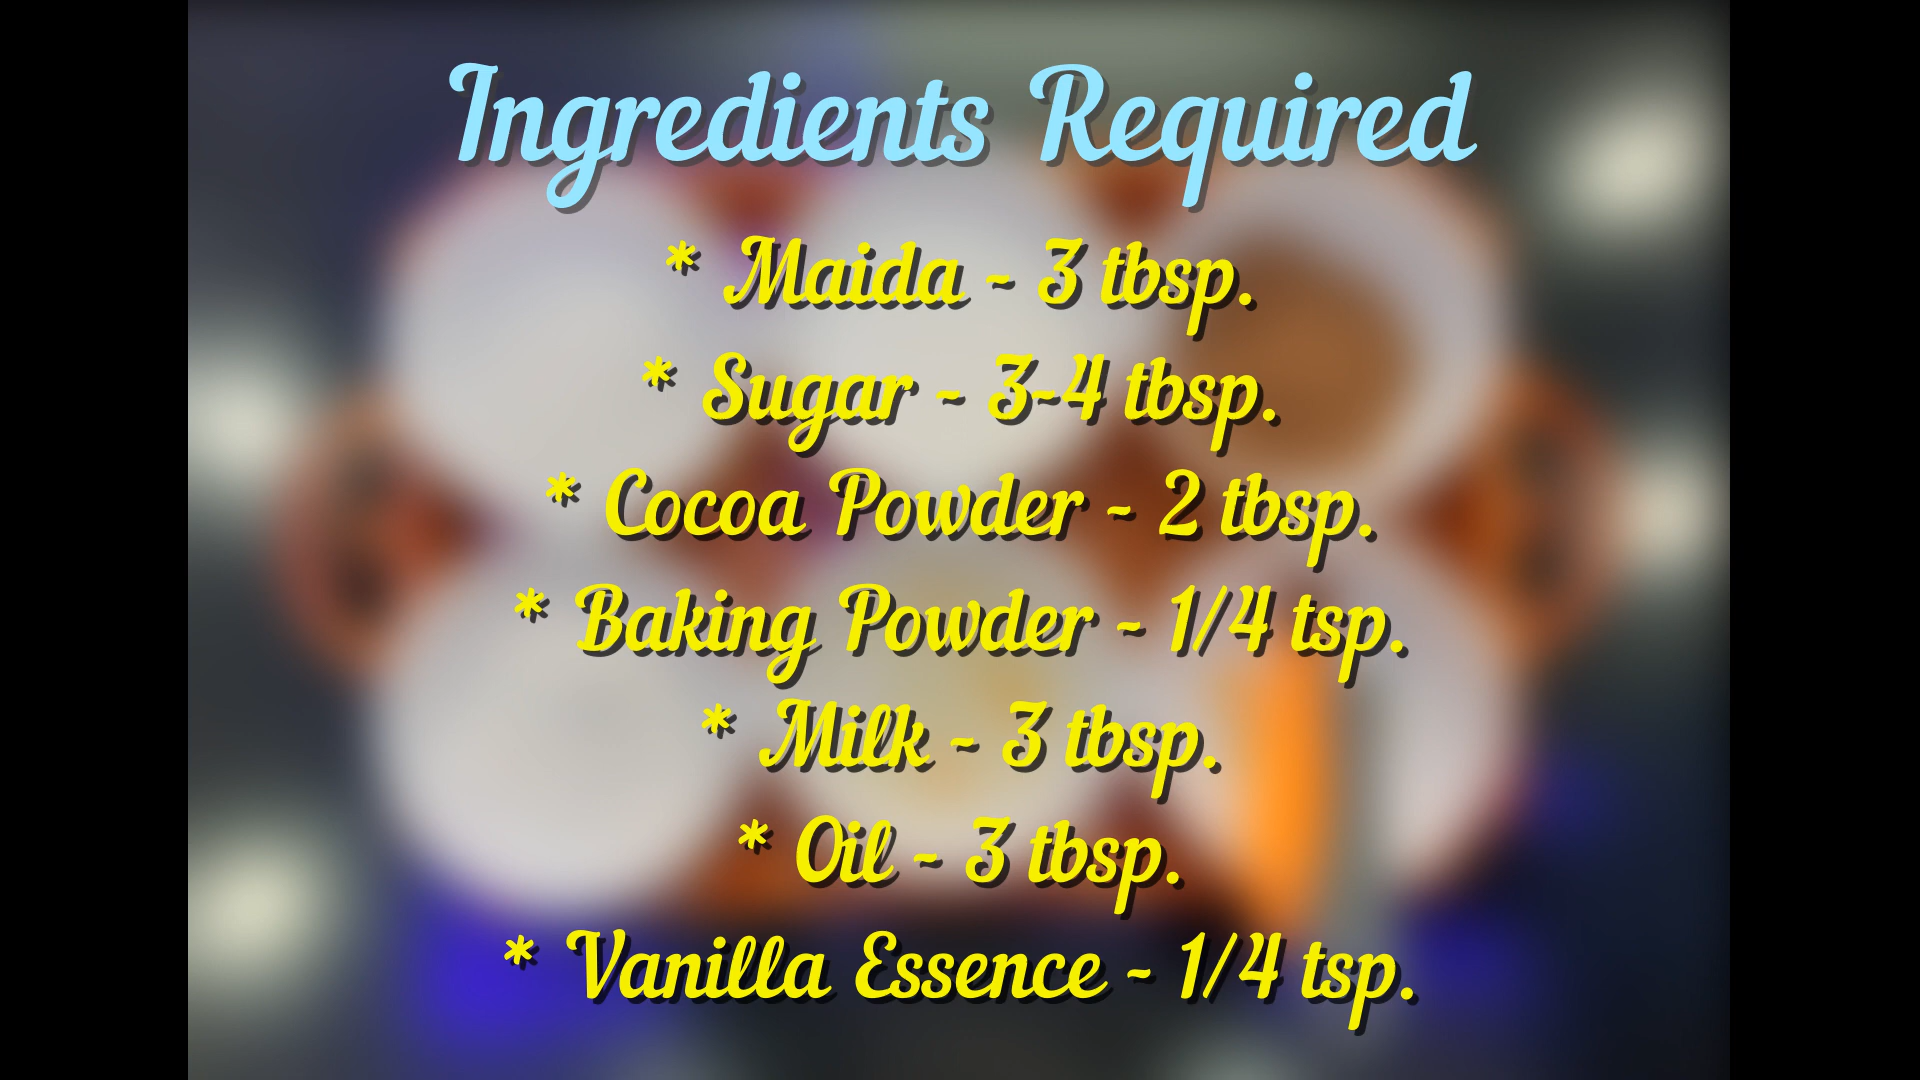 Ingredients Required
* Maida - 3 tbsp.
* Sugar - 3-4 tbsp.
* Cocoa Powder - 2 tbsp.
* Baking Powder - 1/4 tsp.
* Milk - 3 tbsp.
* Oil - 3 tbsp.
* Vanilla Essence - 1/4 tsp.